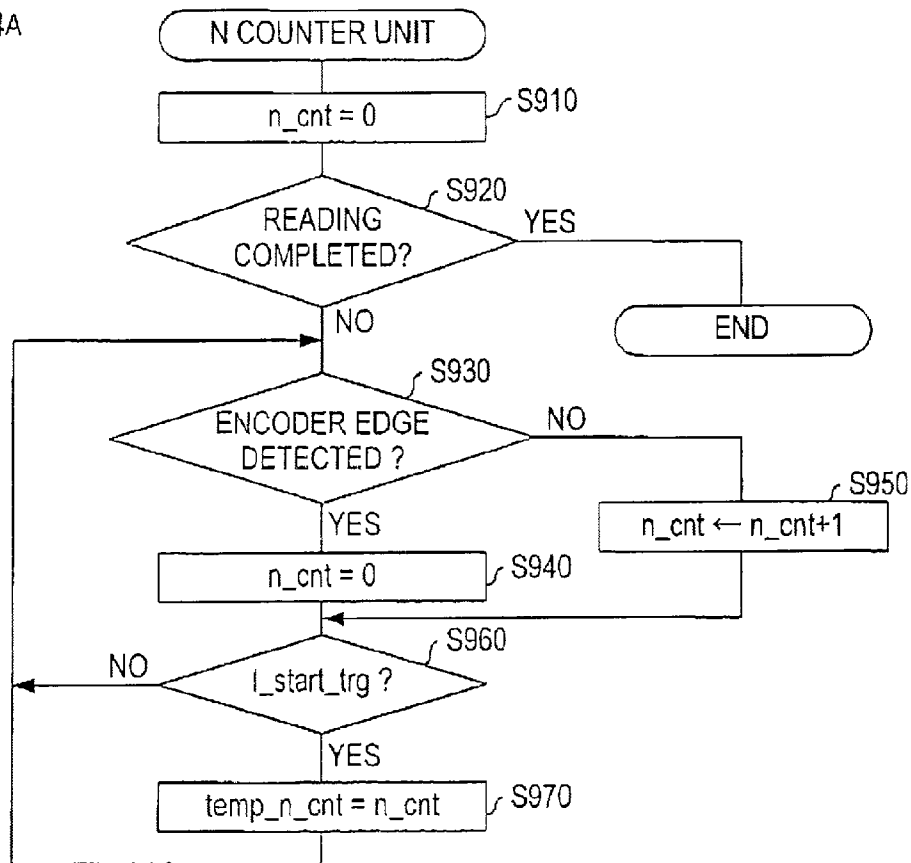 4A
N COUNTER UNIT
n_cnt = 0
S910
READING
COMPLETED?
S920
YES
NO
END
ENCODER EDGE
DETECTED ?
S930
NO
YES
n_cnt ← n_cnt+1
S950
n_cnt = 0
S940
l_start_trg ?
S960
NO
YES
temp_n_cnt = n_cnt
S970